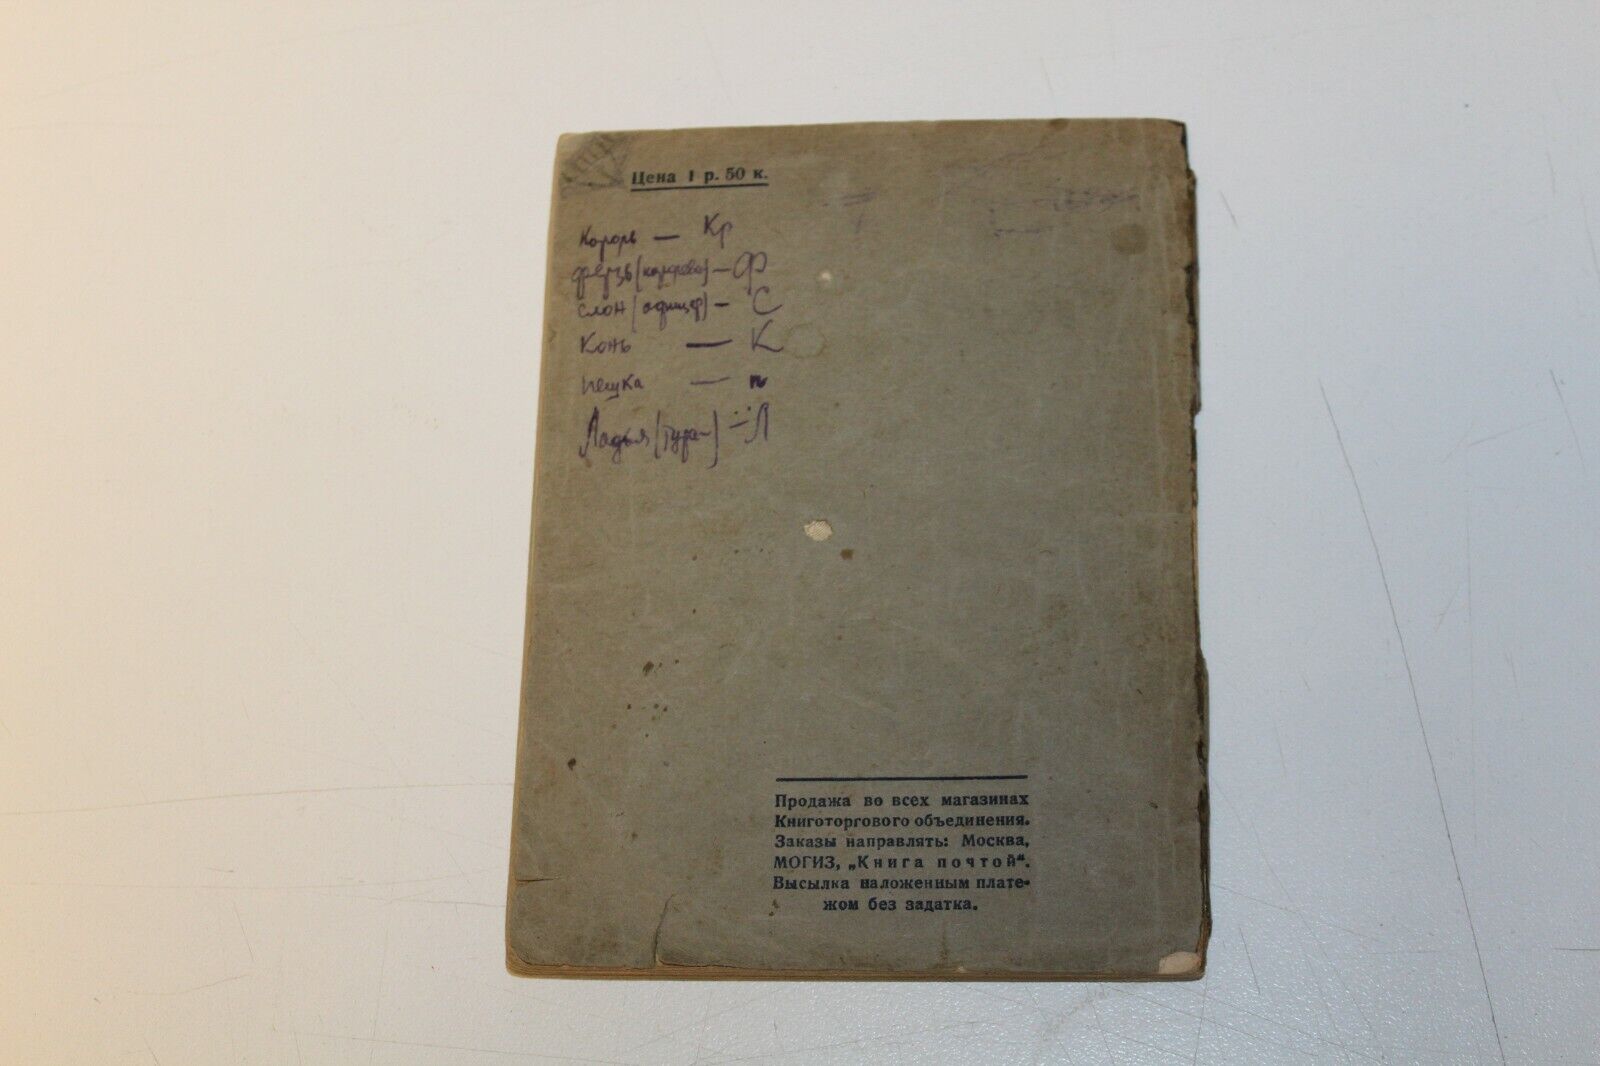 Цена 1 р. 50 к.
Король — Кр
Ферзь (королева) — Ф
Слон (офицер) — С
Конь — К
пешка — п
Ладья (тура) — Л
Продажа во всех магазинах
Книготоргового объединения.
Заказы направлять: Москва,
МОГИЗ, „Книга почтой“.
Высылка наложенным плате-
жом без задатка.